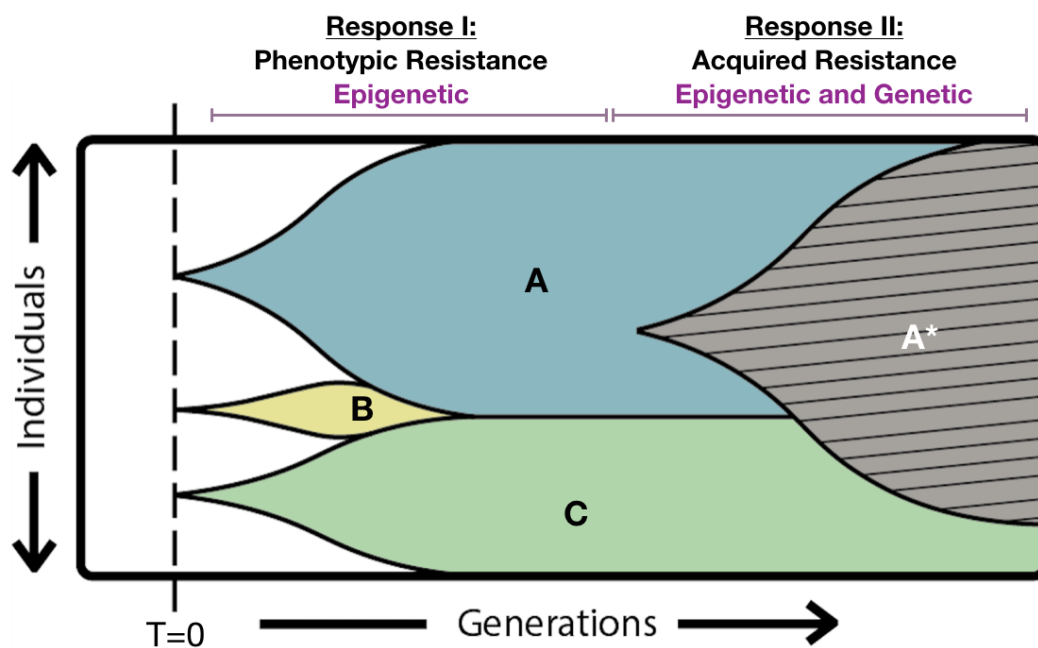 Response I:
Phenotypic Resistance
Epigenetic
Response II:
Acquired Resistance
Epigenetic and Genetic
Individuals
A
A*
B
C
T=0
Generations